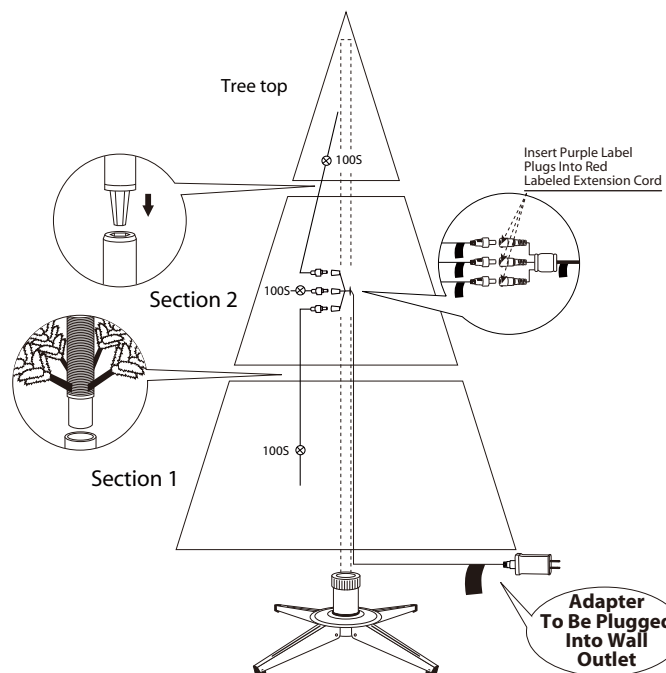 Tree top
100S
Insert Purple Label
Plugs Into Red
Labeled Extension Cord
Section 2
100S
Section 1
100S
Adapter
To Be Plugged
Into Wall
Outlet